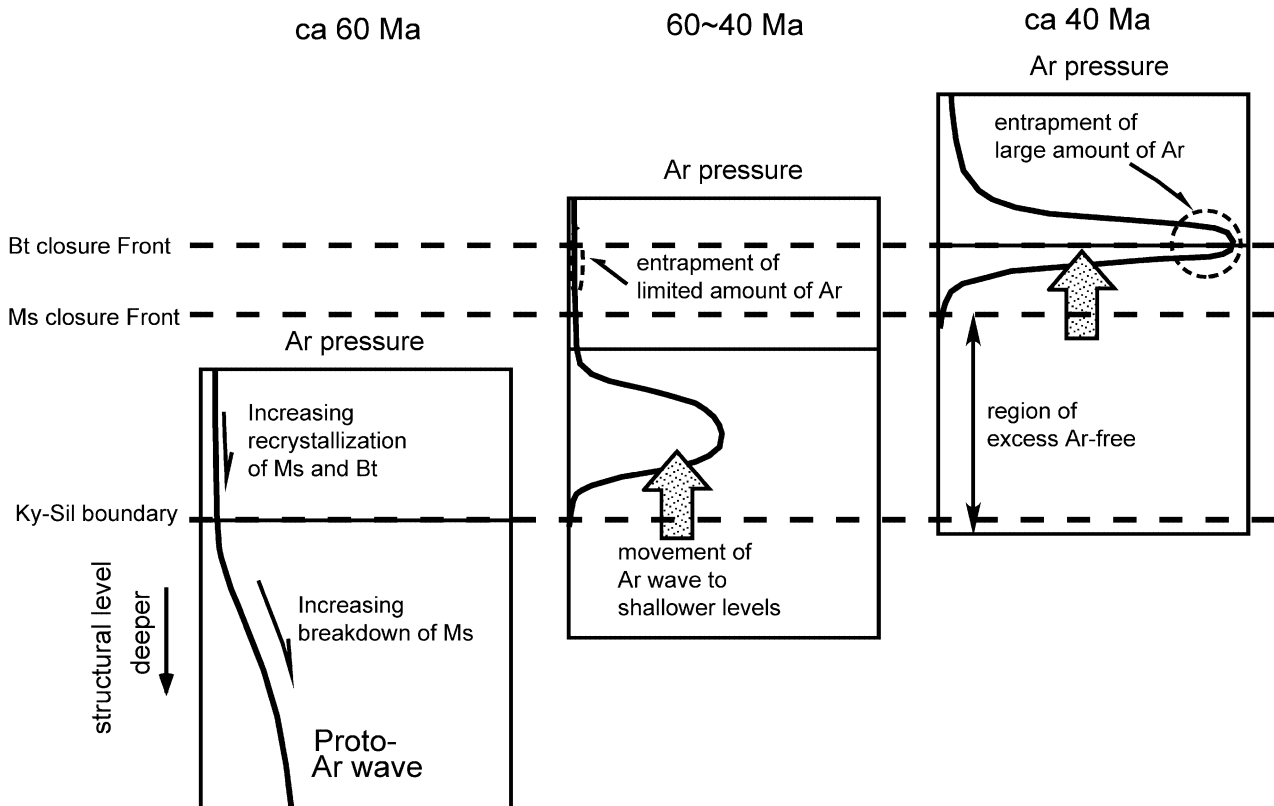 ca 60 Ma
60~40 Ma
ca 40 Ma
Ar pressure
entrapment of
large amount of Ar
Ar pressure
Bt closure Front
entrapment of
limited amount of Ar
Ms closure Front
Ar pressure
Increasing
recrystallization
of Ms and Bt
region of
excess Ar-free
Ky-Sil boundary
movement of
Ar wave to
shallower levels
structural level
deeper
Increasing
breakdown of Ms
Proto-
Ar wave